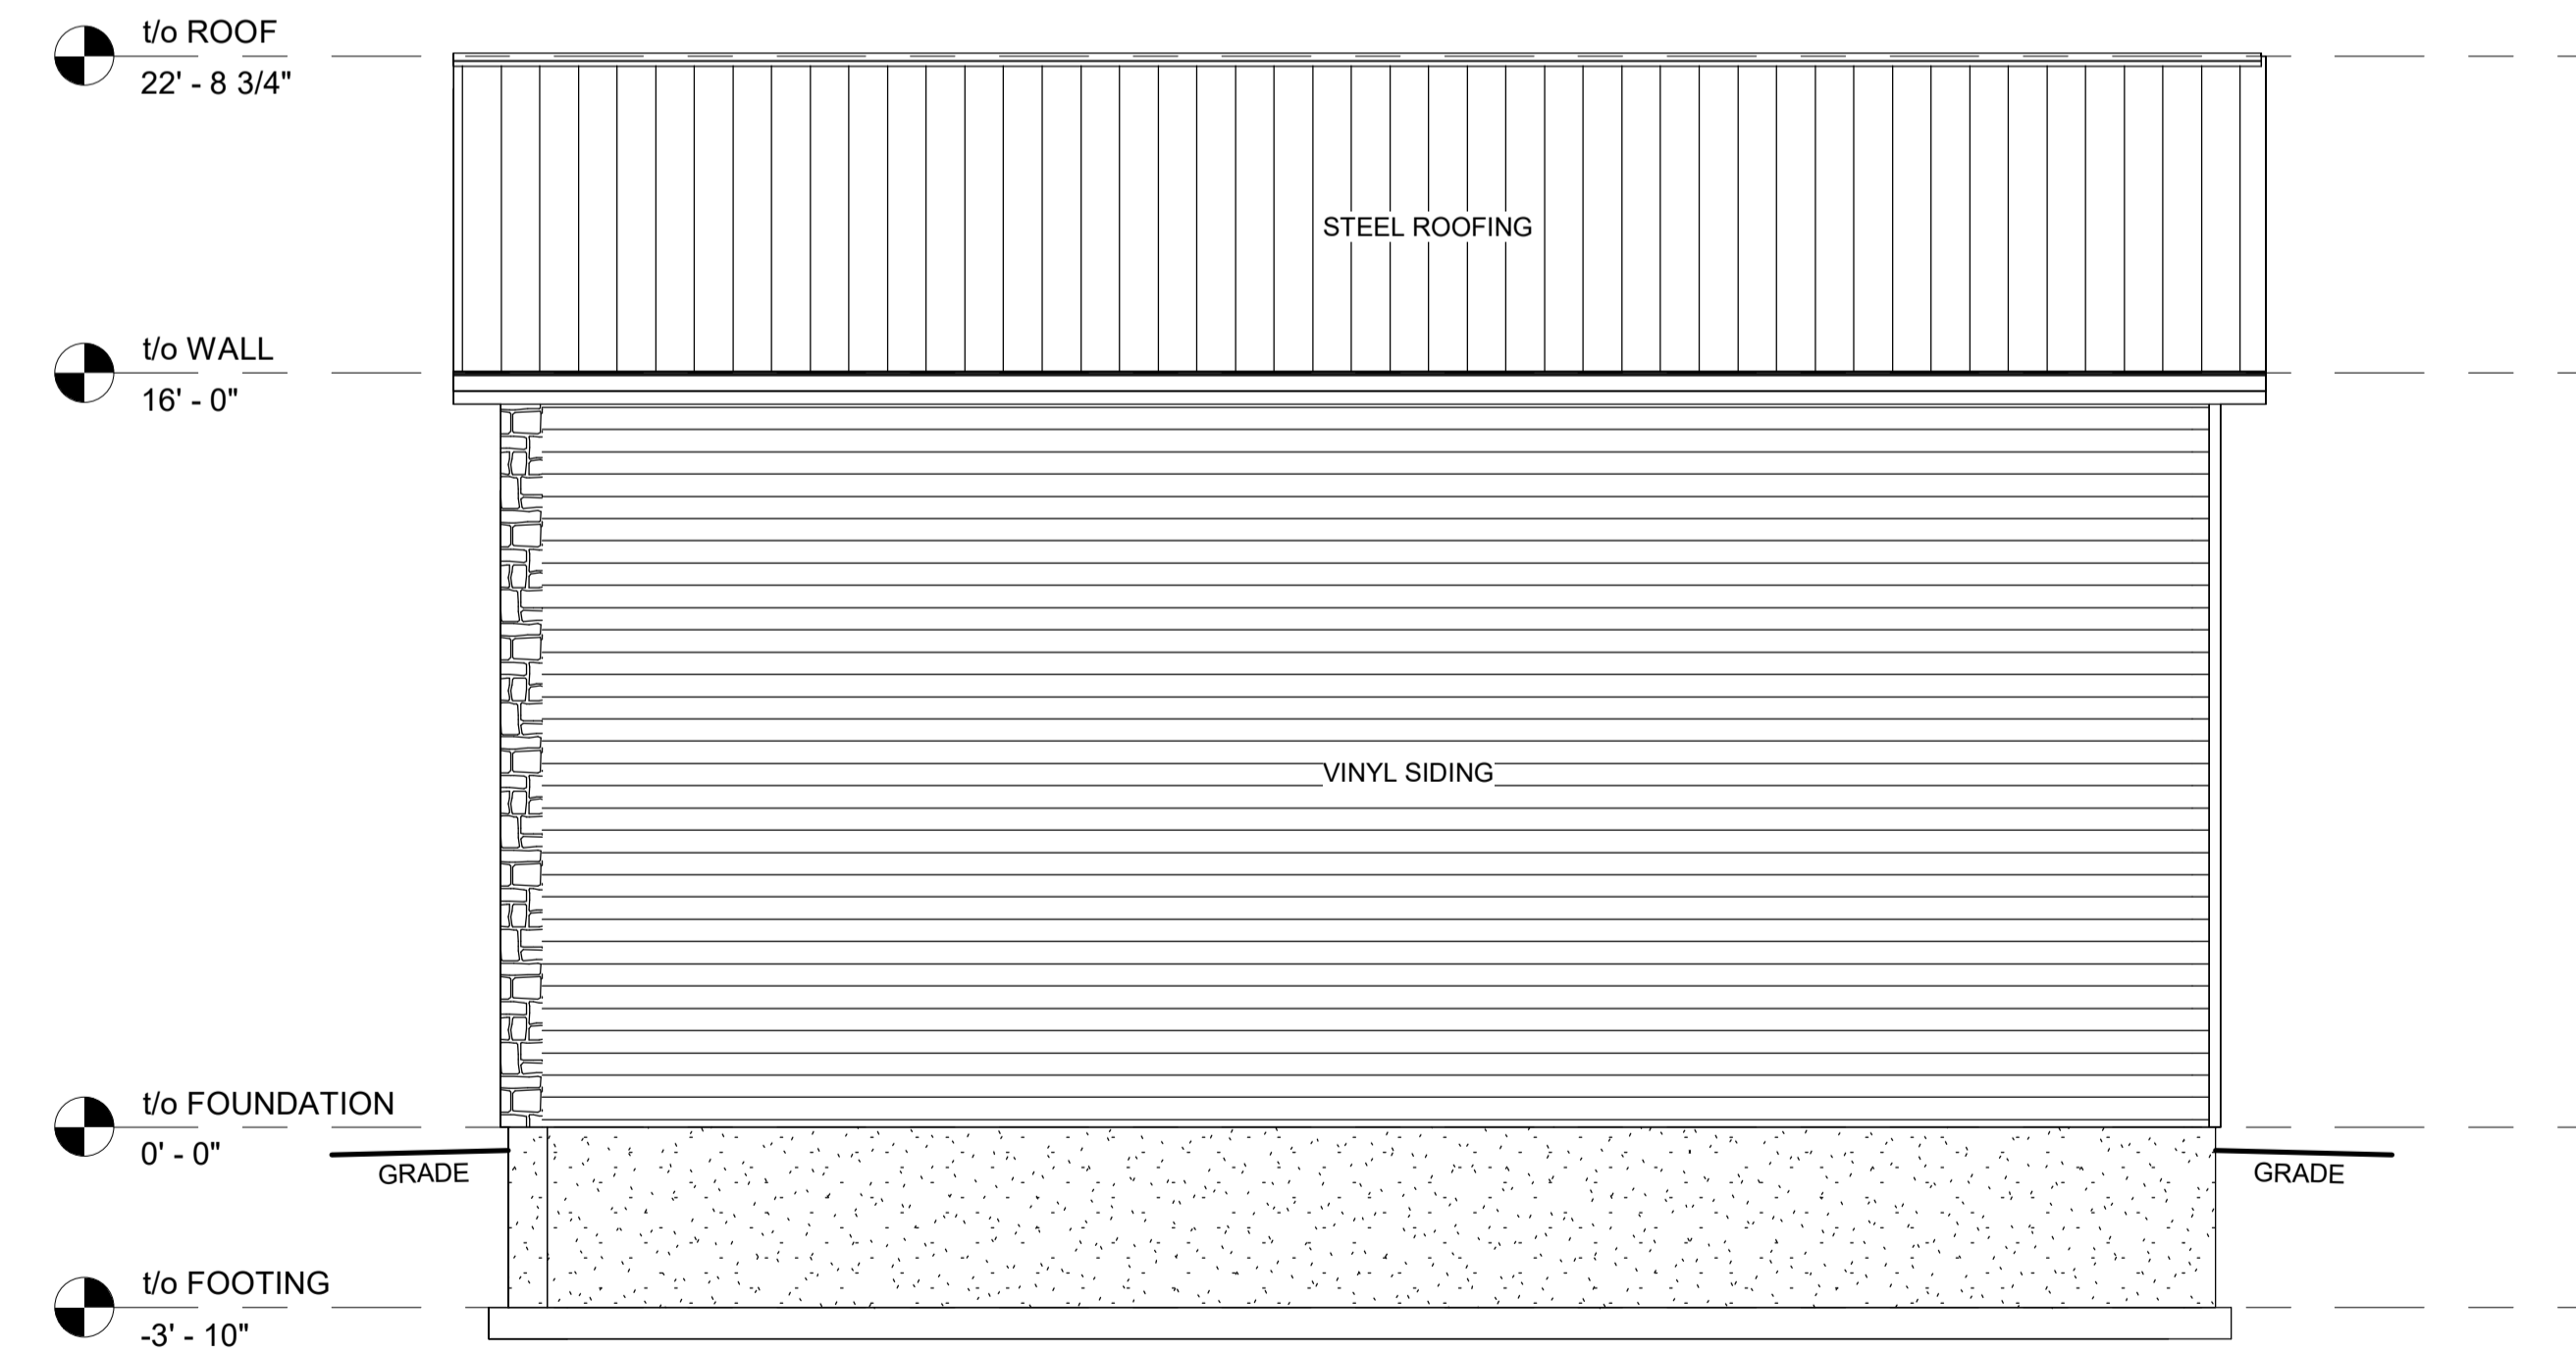 t/o ROOF
22' - 8 3/4"
STEEL ROOFING
t/o WALL
16' - 0"
VINYL SIDING
t/o FOUNDATION
0' - 0"
GRADE
GRADE
t/o FOOTING
-3' - 10"